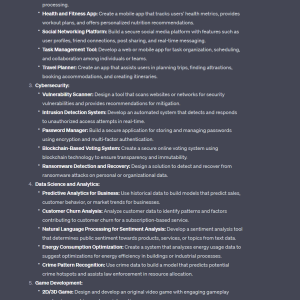 processing.
• Health and Fitness App: Create a mobile app that tracks users' health metrics, provides
workout plans, and offers personalized nutrition recommendations.
• Social Networking Platform: Build a secure social media platform with features such as
user profiles, friend connections, post sharing, and real-time messaging.
• Task Management Tool: Develop a web or mobile app for task organization, scheduling,
and collaboration among individuals or teams.
• Travel Planner: Create an app that assists users in planning trips, finding attractions,
booking accommodations, and creating itineraries.
3. Cybersecurity:
• Vulnerability Scanner: Design a tool that scans websites or networks for security
vulnerabilities and provides recommendations for mitigation.
• Intrusion Detection System: Develop an automated system that detects and responds
to unauthorized access attempts in real-time.
• Password Manager: Build a secure application for storing and managing passwords
using encryption and multi-factor authentication.
• Blockchain-Based Voting System: Create a secure online voting system using
blockchain technology to ensure transparency and immutability.
• Ransomware Detection and Recovery: Design a solution to detect and recover from
ransomware attacks on personal or organizational data.
4. Data Science and Analytics:
• Predictive Analytics for Business: Use historical data to build models that predict sales,
customer behavior, or market trends for businesses.
• Customer Churn Analysis: Analyze customer data to identify patterns and factors
contributing to customer churn for a subscription-based service.
• Natural Language Processing for Sentiment Analysis: Develop a sentiment analysis tool
that determines public sentiment towards products, services, or topics from text data.
• Energy Consumption Optimization: Create a system that analyzes energy usage data to
suggest optimizations for energy efficiency in buildings or industrial processes.
• Crime Pattern Recognition: Use crime data to build a model that predicts potential
crime hotspots and assists law enforcement in resource allocation.
5. Game Development:
• 2D/3D Game: Design and develop an original video game with engaging gameplay